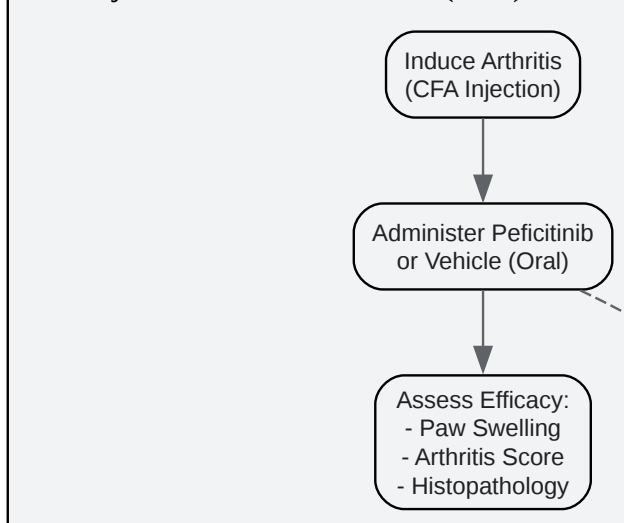 Induce Arthritis
(CFA Injection)
Administer Peficitinib
or Vehicle (Oral)
Assess Efficacy:
- Paw Swelling
- Arthritis Score
- Histopathology